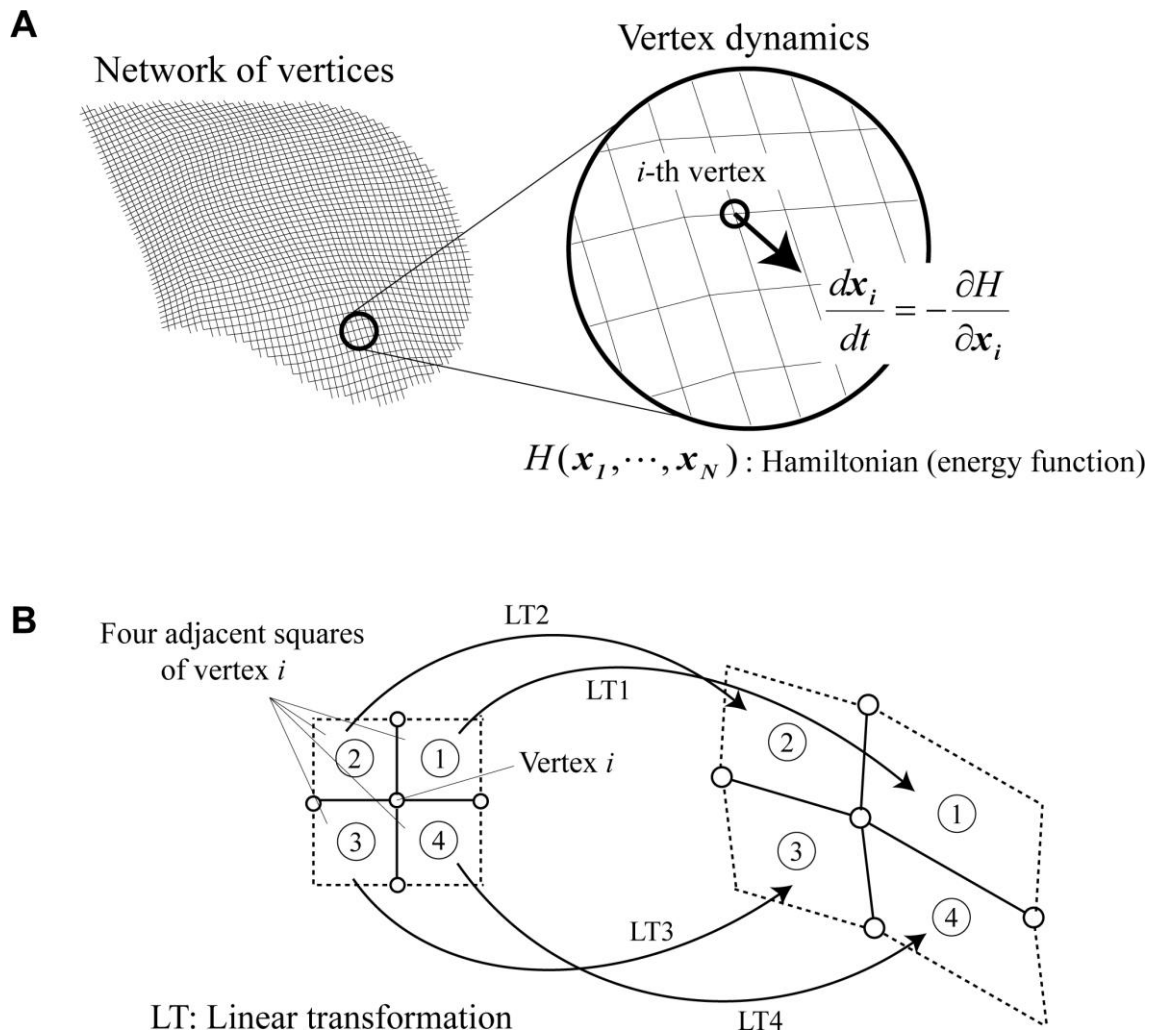 A
Network of vertices
Vertex dynamics
i-th vertex
dx_i/dt = -∂H/∂x_i
H(x_1,⋯,x_N) : Hamiltonian (energy function)
B
Four adjacent squares
of vertex i
LT2
LT1
② ①
Vertex i
③ ④
②
①
③
④
LT3
LT4
LT: Linear transformation